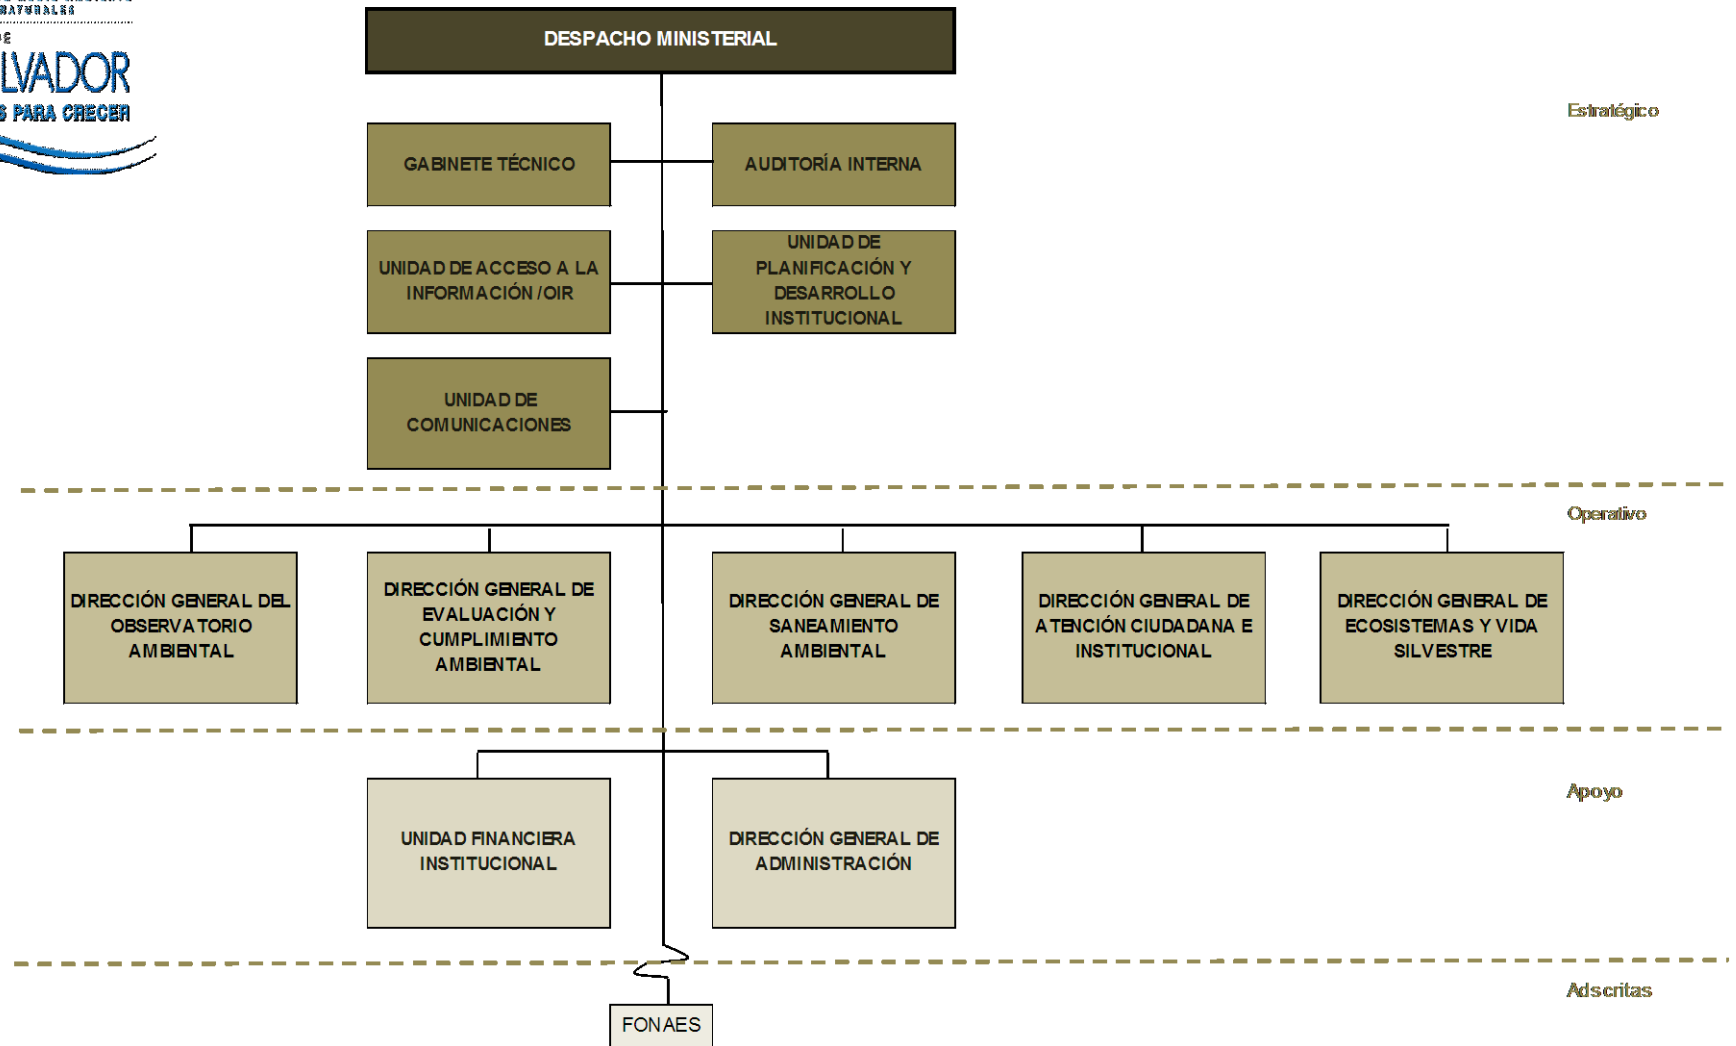 NATURALES
LVADOR
PARA CRECER
DESPACHO MINISTERIAL
Estratégico
GABINETE TÉCNICO
AUDITORÍA INTERNA
UNIDAD DE ACCESO A LA
INFORMACIÓN /OIR
UNIDAD DE
PLANIFICACIÓN Y
DESARROLLO
INSTITUCIONAL
UNIDAD DE
COMUNICACIONES
Operativo
DIRECCIÓN GENERAL DEL
OBSERVATORIO
AMBIENTAL
DIRECCIÓN GENERAL DE
EVALUACIÓN Y
CUMPLIMIENTO
AMBIENTAL
DIRECCIÓN GENERAL DE
SANEAMIENTO
AMBIENTAL
DIRECCIÓN GENERAL DE
ATENCIÓN CIUDADANA E
INSTITUCIONAL
DIRECCIÓN GENERAL DE
ECOSISTEMAS Y VIDA
SILVESTRE
Apoyo
UNIDAD FINANCIERA
INSTITUCIONAL
DIRECCIÓN GENERAL DE
ADMINISTRACIÓN
Adscritas
FONAES